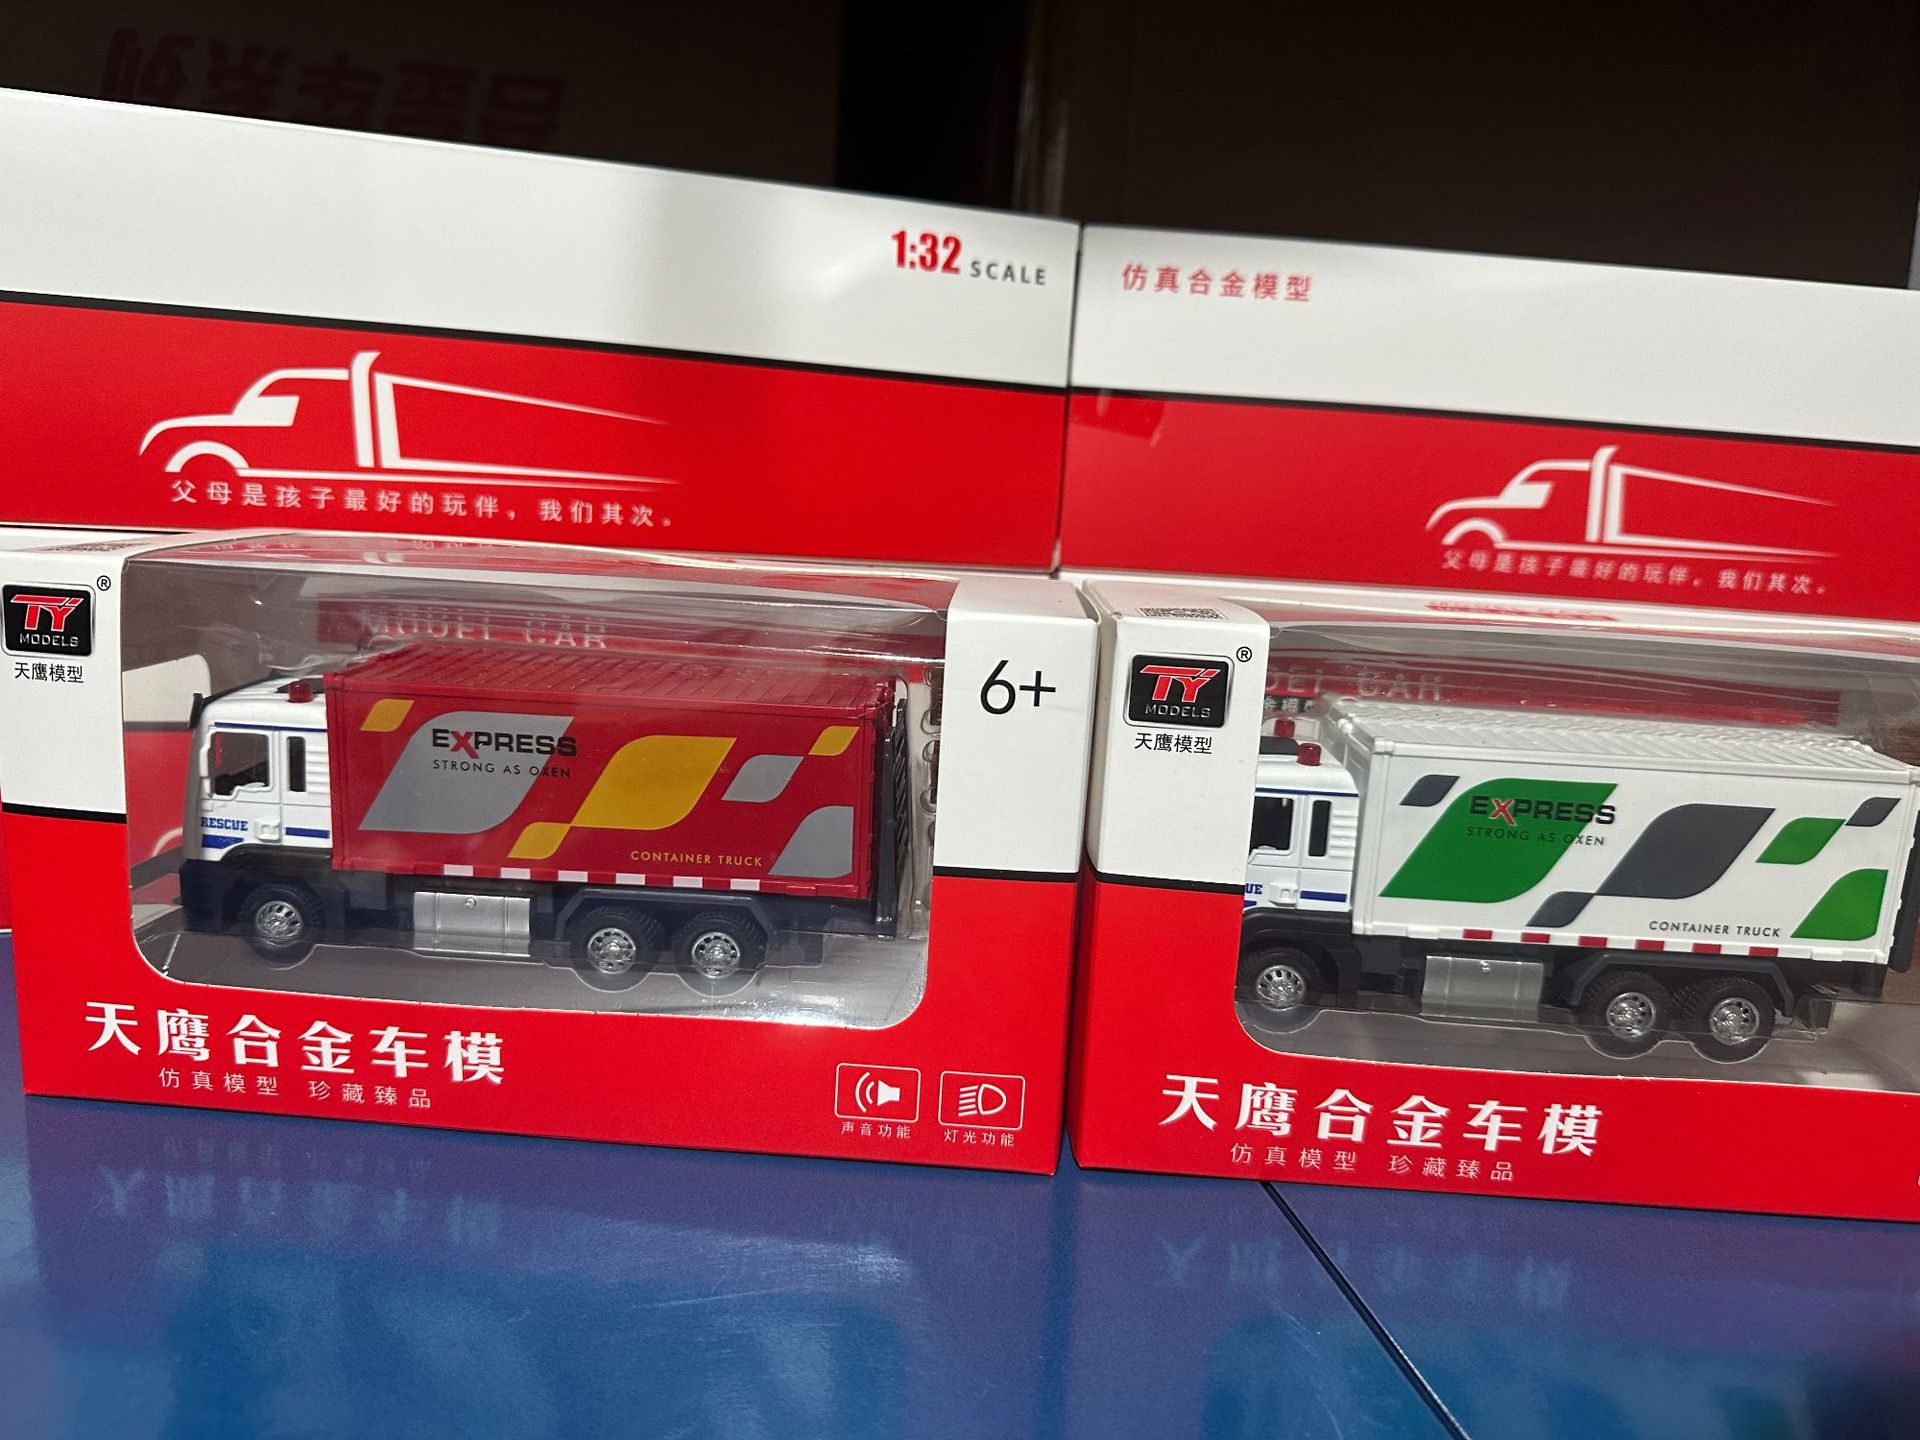 1:32 SCALE
仿真合金模型
父母是孩子最好的玩伴，我们其次。
父母是孩子最好的玩伴，我们其次。
TY
MODELS
®
天鹰模型
MODEL CAR
6+
EXPRESS
STRONG AS OXEN
CONTAINER TRUCK
RESCUE
天鹰合金车模
仿真模型 珍藏臻品
声音功能
灯光功能
TY
MODELS
®
天鹰模型
CAR
EXPRESS
STRONG AS OXEN
CONTAINER TRUCK
UE
天鹰合金车模
仿真模型 珍藏臻品